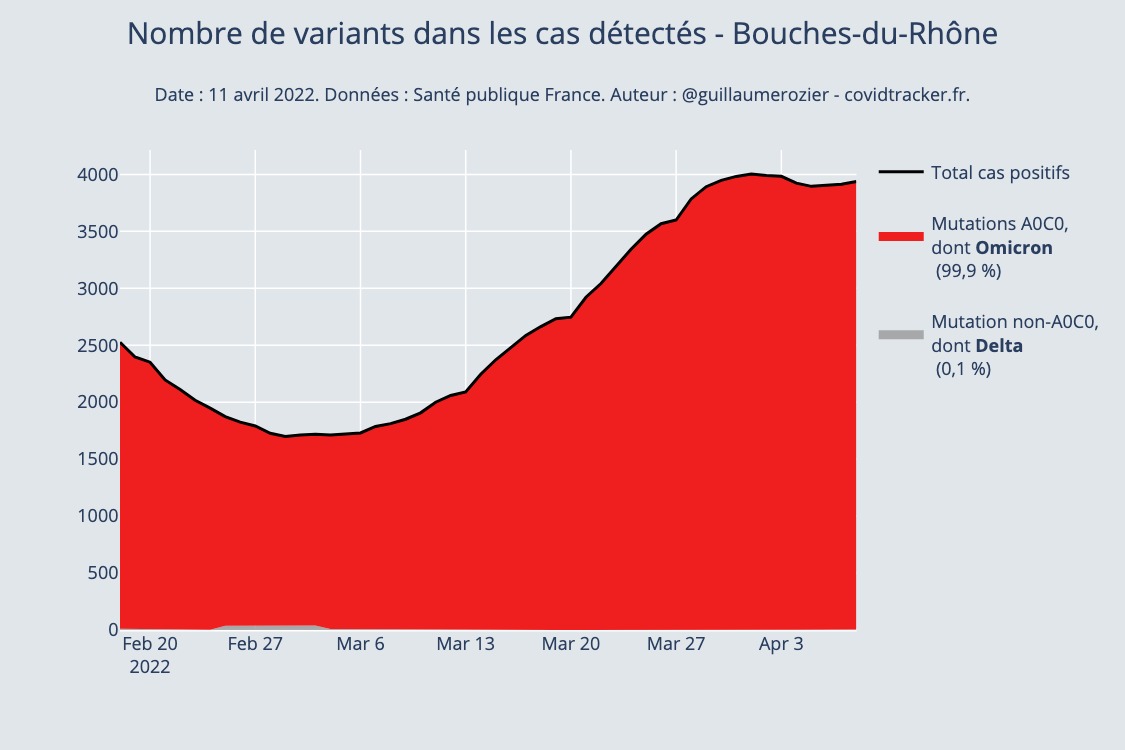 Nombre de variants dans les cas détectés - Bouches-du-Rhône
Date : 11 avril 2022. Données : Santé publique France. Auteur : @guillaumerozier - covidtracker.fr.
4000
3500
3000
2500
2000
1500
1000
500
0
Feb 20
2022
Feb 27
Mar 6
Mar 13
Mar 20
Mar 27
Apr 3
Total cas positifs
Mutations A0C0,
dont Omicron
(99,9 %)
Mutation non-A0C0,
dont Delta
(0,1 %)